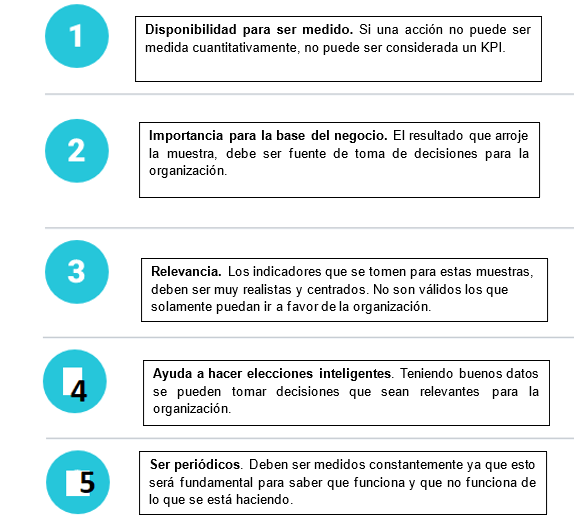 1
Disponibilidad para ser medido. Si una acción no puede ser
medida cuantitativamente, no puede ser considerada un KPI.
2
Importancia para la base del negocio. El resultado que arroje
la muestra, debe ser fuente de toma de decisiones para la
organización.
3
Relevancia. Los indicadores que se tomen para estas muestras,
deben ser muy realistas y centrados. No son válidos los que
solamente puedan ir a favor de la organización.
4
Ayuda a hacer elecciones inteligentes. Teniendo buenos datos
se pueden tomar decisiones que sean relevantes para la
organización.
5
Ser periódicos. Deben ser medidos constantemente ya que esto
será fundamental para saber que funciona y que no funciona de
lo que se está haciendo.